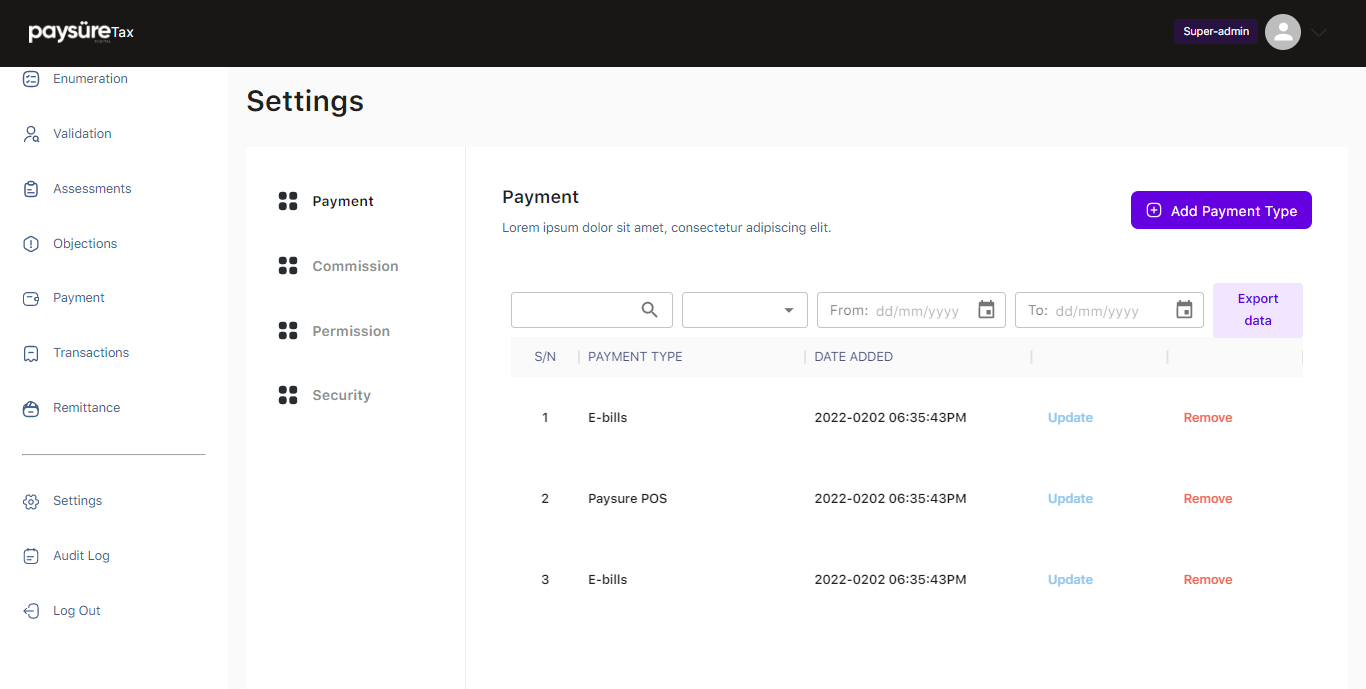 paysüreTax
Super-admin
Enumeration
Validation
Assessments
Objections
Payment
Transactions
Remittance
Settings
Audit Log
Log Out
Settings
Payment
Commission
Permission
Security
Payment
Lorem ipsum dolor sit amet, consectetur adipiscing elit.
Add Payment Type
From: dd/mm/yyyy
To: dd/mm/yyyy
Export
data
S/N PAYMENT TYPE DATE ADDED
1 E-bills 2022-0202 06:35:43PM Update Remove
2 Paysure POS 2022-0202 06:35:43PM Update Remove
3 E-bills 2022-0202 06:35:43PM Update Remove